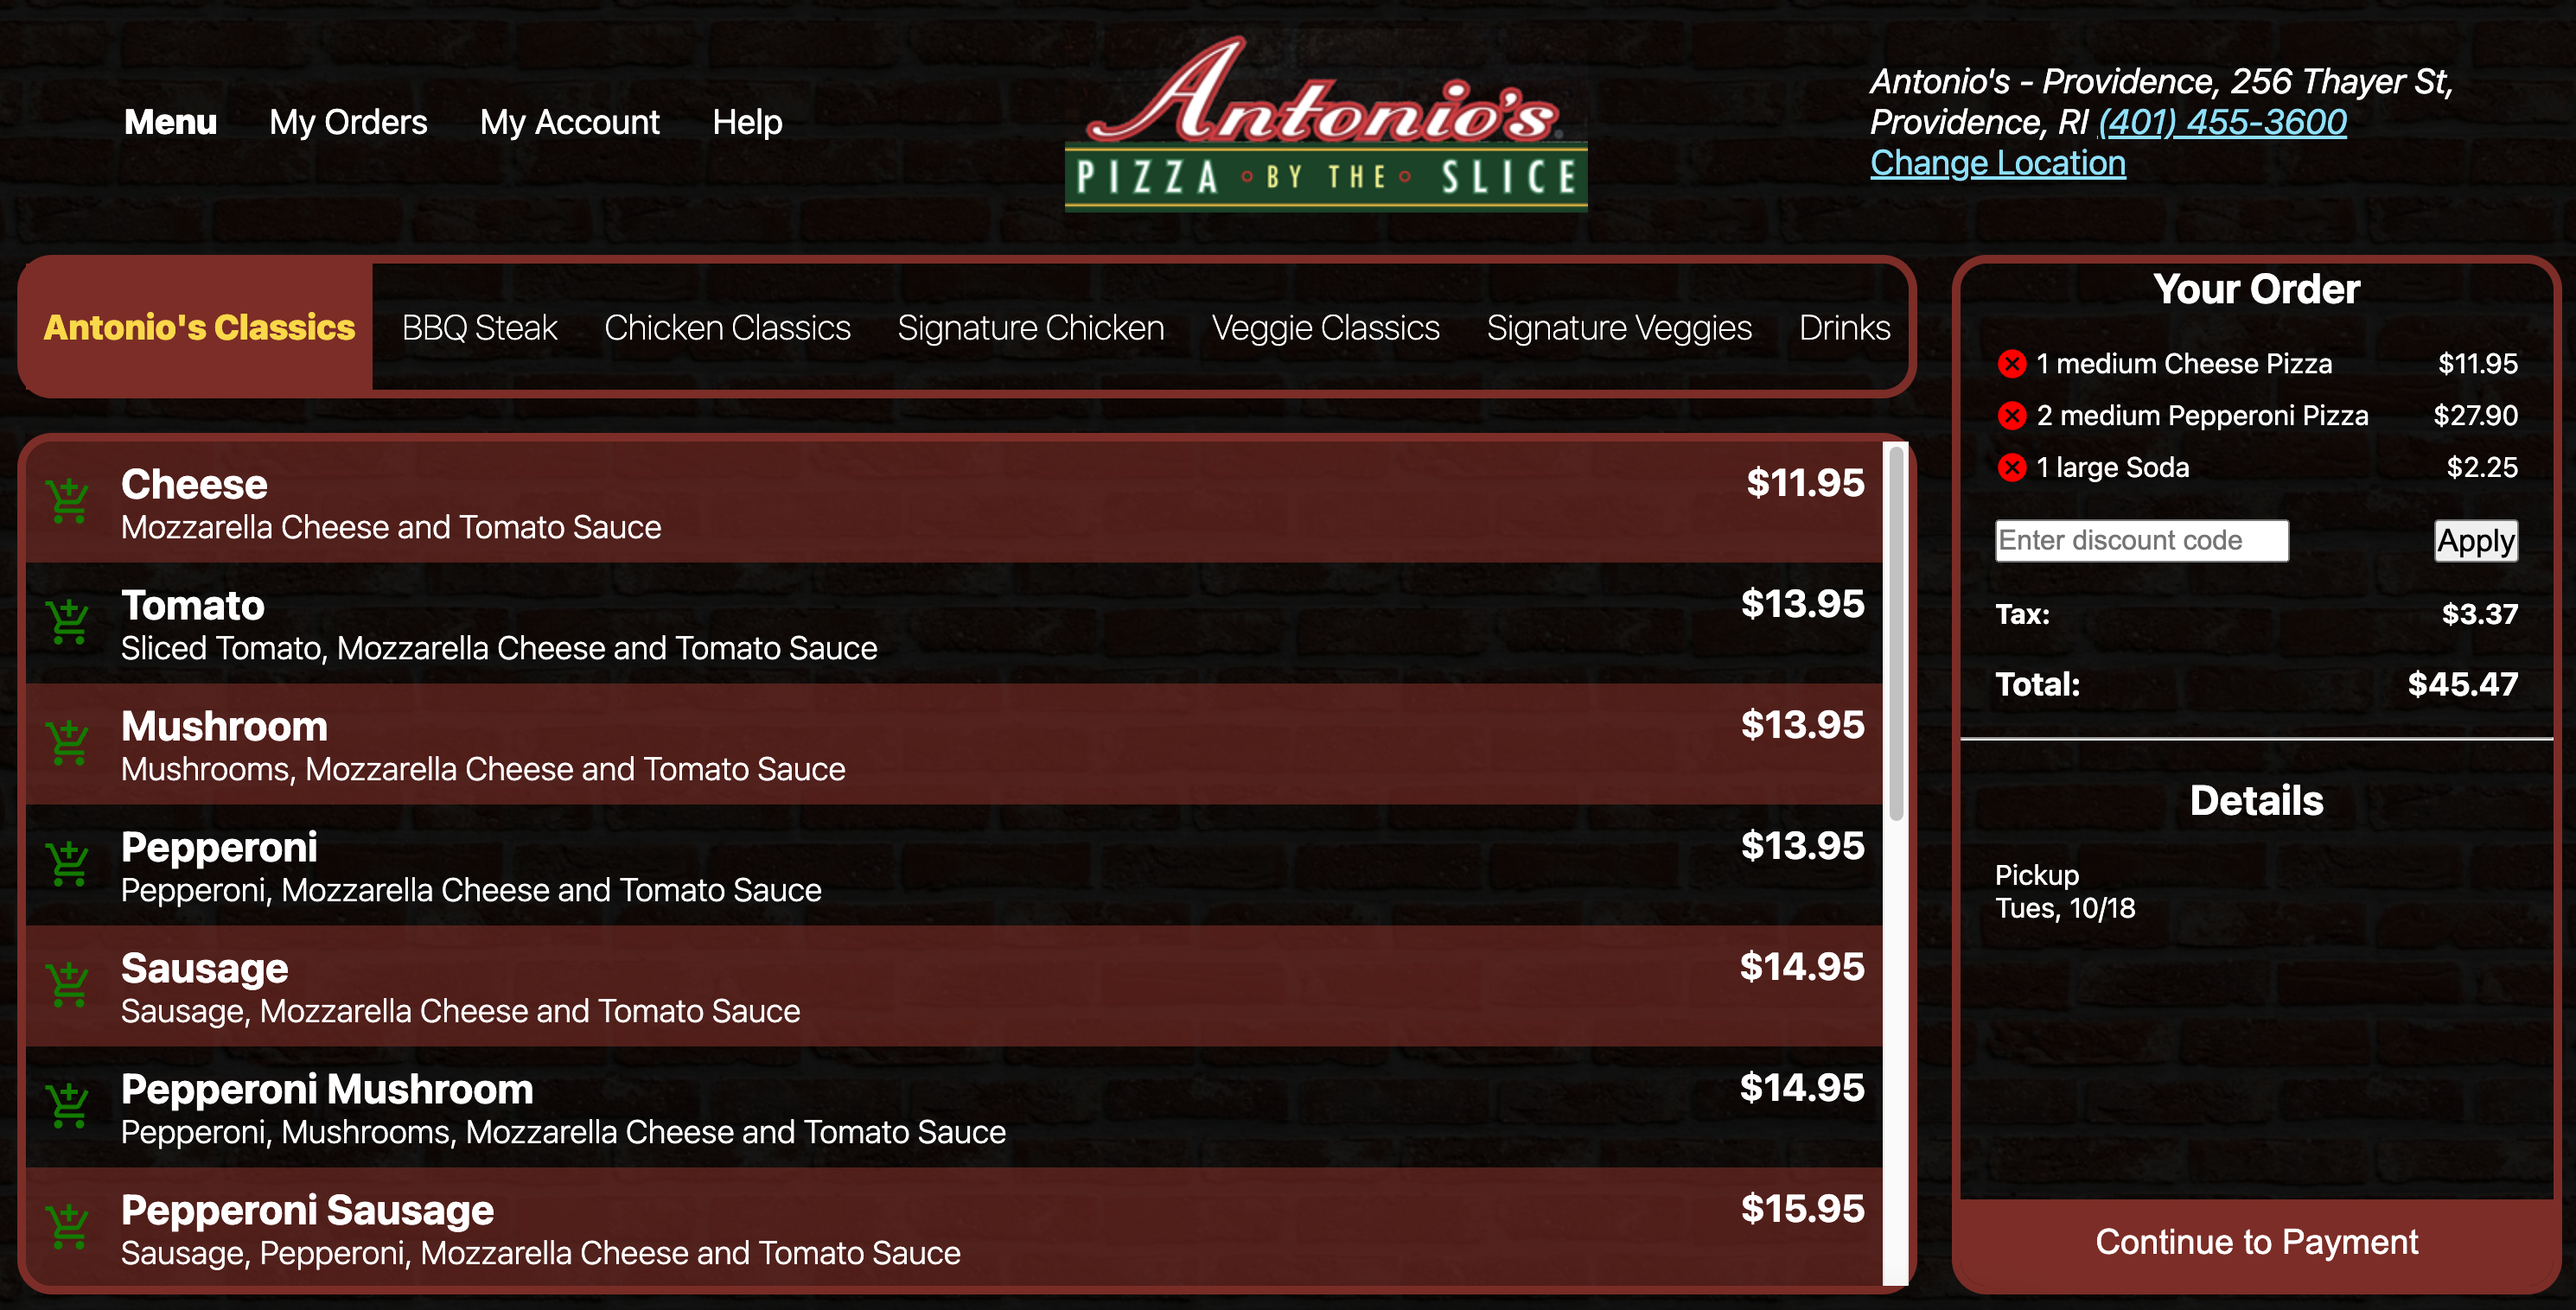 Menu My Orders My Account Help
Antonio's
PIZZA BY THE SLICE
Antonio's - Providence, 256 Thayer St,
Providence, RI (401) 455-3600
Change Location
Antonio's Classics BBQ Steak Chicken Classics Signature Chicken Veggie Classics Signature Veggies Drinks
Cheese $11.95
Mozzarella Cheese and Tomato Sauce
Tomato $13.95
Sliced Tomato, Mozzarella Cheese and Tomato Sauce
Mushroom $13.95
Mushrooms, Mozzarella Cheese and Tomato Sauce
Pepperoni $13.95
Pepperoni, Mozzarella Cheese and Tomato Sauce
Sausage $14.95
Sausage, Mozzarella Cheese and Tomato Sauce
Pepperoni Mushroom $14.95
Pepperoni, Mushrooms, Mozzarella Cheese and Tomato Sauce
Pepperoni Sausage $15.95
Sausage, Pepperoni, Mozzarella Cheese and Tomato Sauce
Your Order
1 medium Cheese Pizza $11.95
2 medium Pepperoni Pizza $27.90
1 large Soda $2.25
Enter discount code Apply
Tax: $3.37
Total: $45.47
Details
Pickup
Tues, 10/18
Continue to Payment